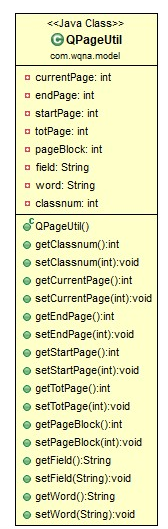 <<Java Class>>
QPageUtil
com.wqna.model
currentPage: int
endPage: int
startPage: int
totPage: int
pageBlock: int
field: String
word: String
classnum: int
QPageUtil()
getClassnum():int
setClassnum(int):void
getCurrentPage():int
setCurrentPage(int):void
getEndPage():int
setEndPage(int):void
getStartPage():int
setStartPage(int):void
getTotPage():int
setTotPage(int):void
getPageBlock():int
setPageBlock(int):void
getField():String
setField(String):void
getWord():String
setWord(String):void